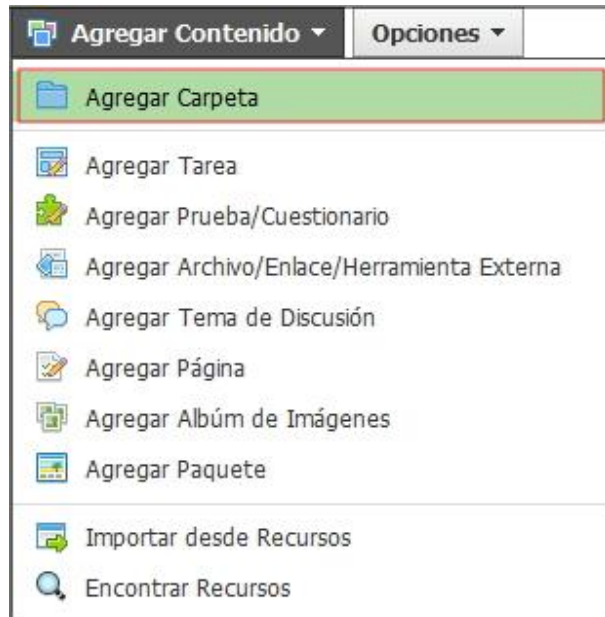 Agregar Contenido Opciones
Agregar Carpeta
Agregar Tarea
Agregar Prueba/Cuestionario
Agregar Archivo/Enlace/Herramienta Externa
Agregar Tema de Discusión
Agregar Página
Agregar Albúm de Imágenes
Agregar Paquete
Importar desde Recursos
Encontrar Recursos